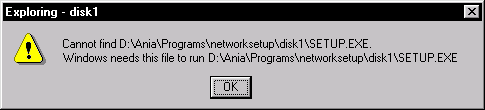 Exploring - disk1
Cannot find D:\Ania\Programs\networksetup\disk1\SETUP.EXE.
Windows needs this file to run D:\Ania\Programs\networksetup\disk1\SETUP.EXE
OK